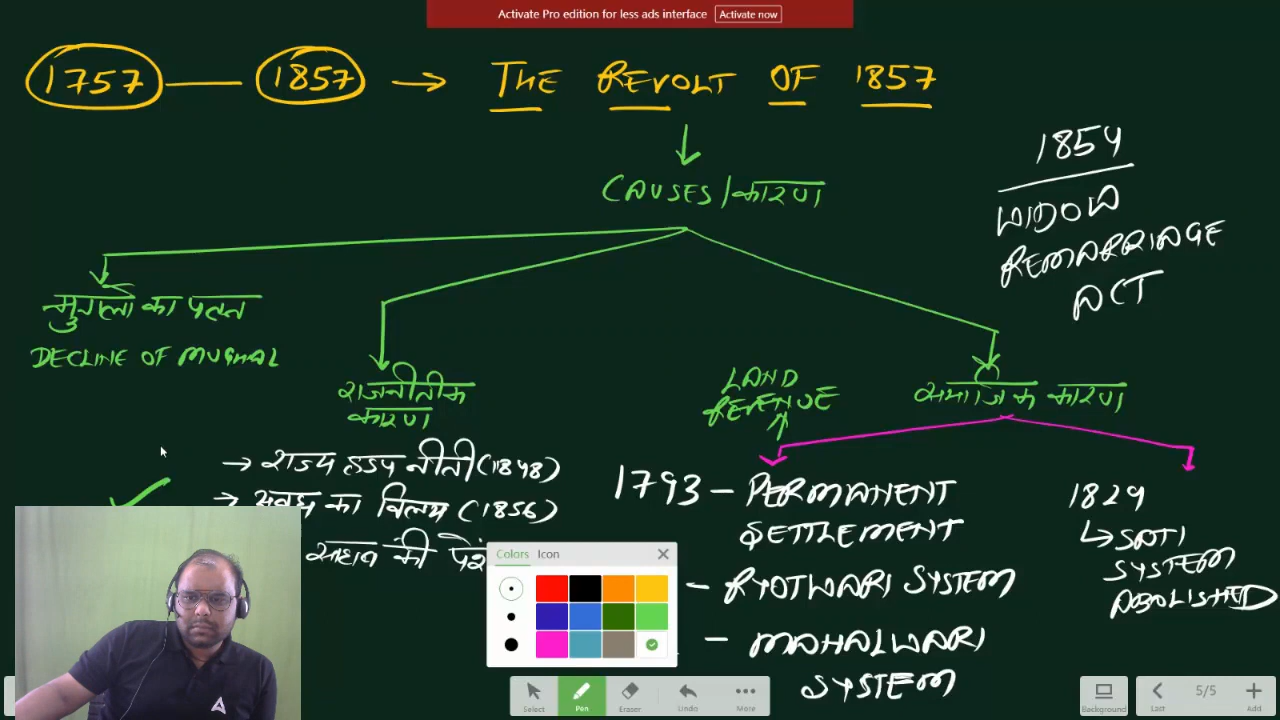 Activate Pro edition for less ads interface Activate now
1757 — 1857 → THE REVOLT OF 1857
CAUSES/कारण
1854
WIDOW
REMARRIAGE
ACT
मुगलो का पतन
DECLINE OF MUGHAL
राजनीतीक
कारण
→ राज्य हडप नीती (1848)
→ अवध का विलय (1856)
साहब की
समाजिक कारण
LAND
REVENUE
1793 – PERMANENT
SETTLEMENT
– RYOTWARI SYSTEM
– MAHALWARI
SYSTEM
1829
↳ SATI
SYSTEM
ABOLISHED
Colors Icon
Select Pen Eraser Undo More
Background Last 5/5 Add